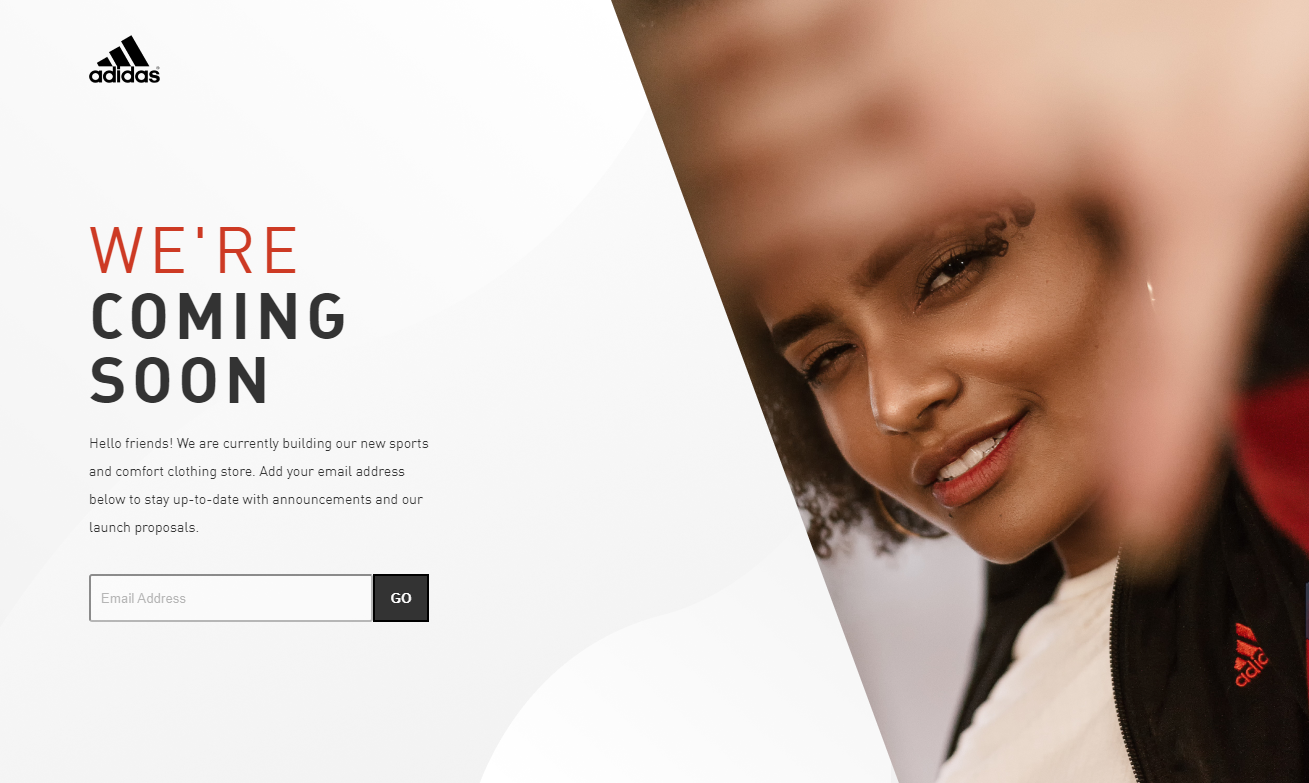 adidas
WE'RE
COMING
SOON
Hello friends! We are currently building our new sports
and comfort clothing store. Add your email address
below to stay up-to-date with announcements and our
launch proposals.
Email Address
GO
adic